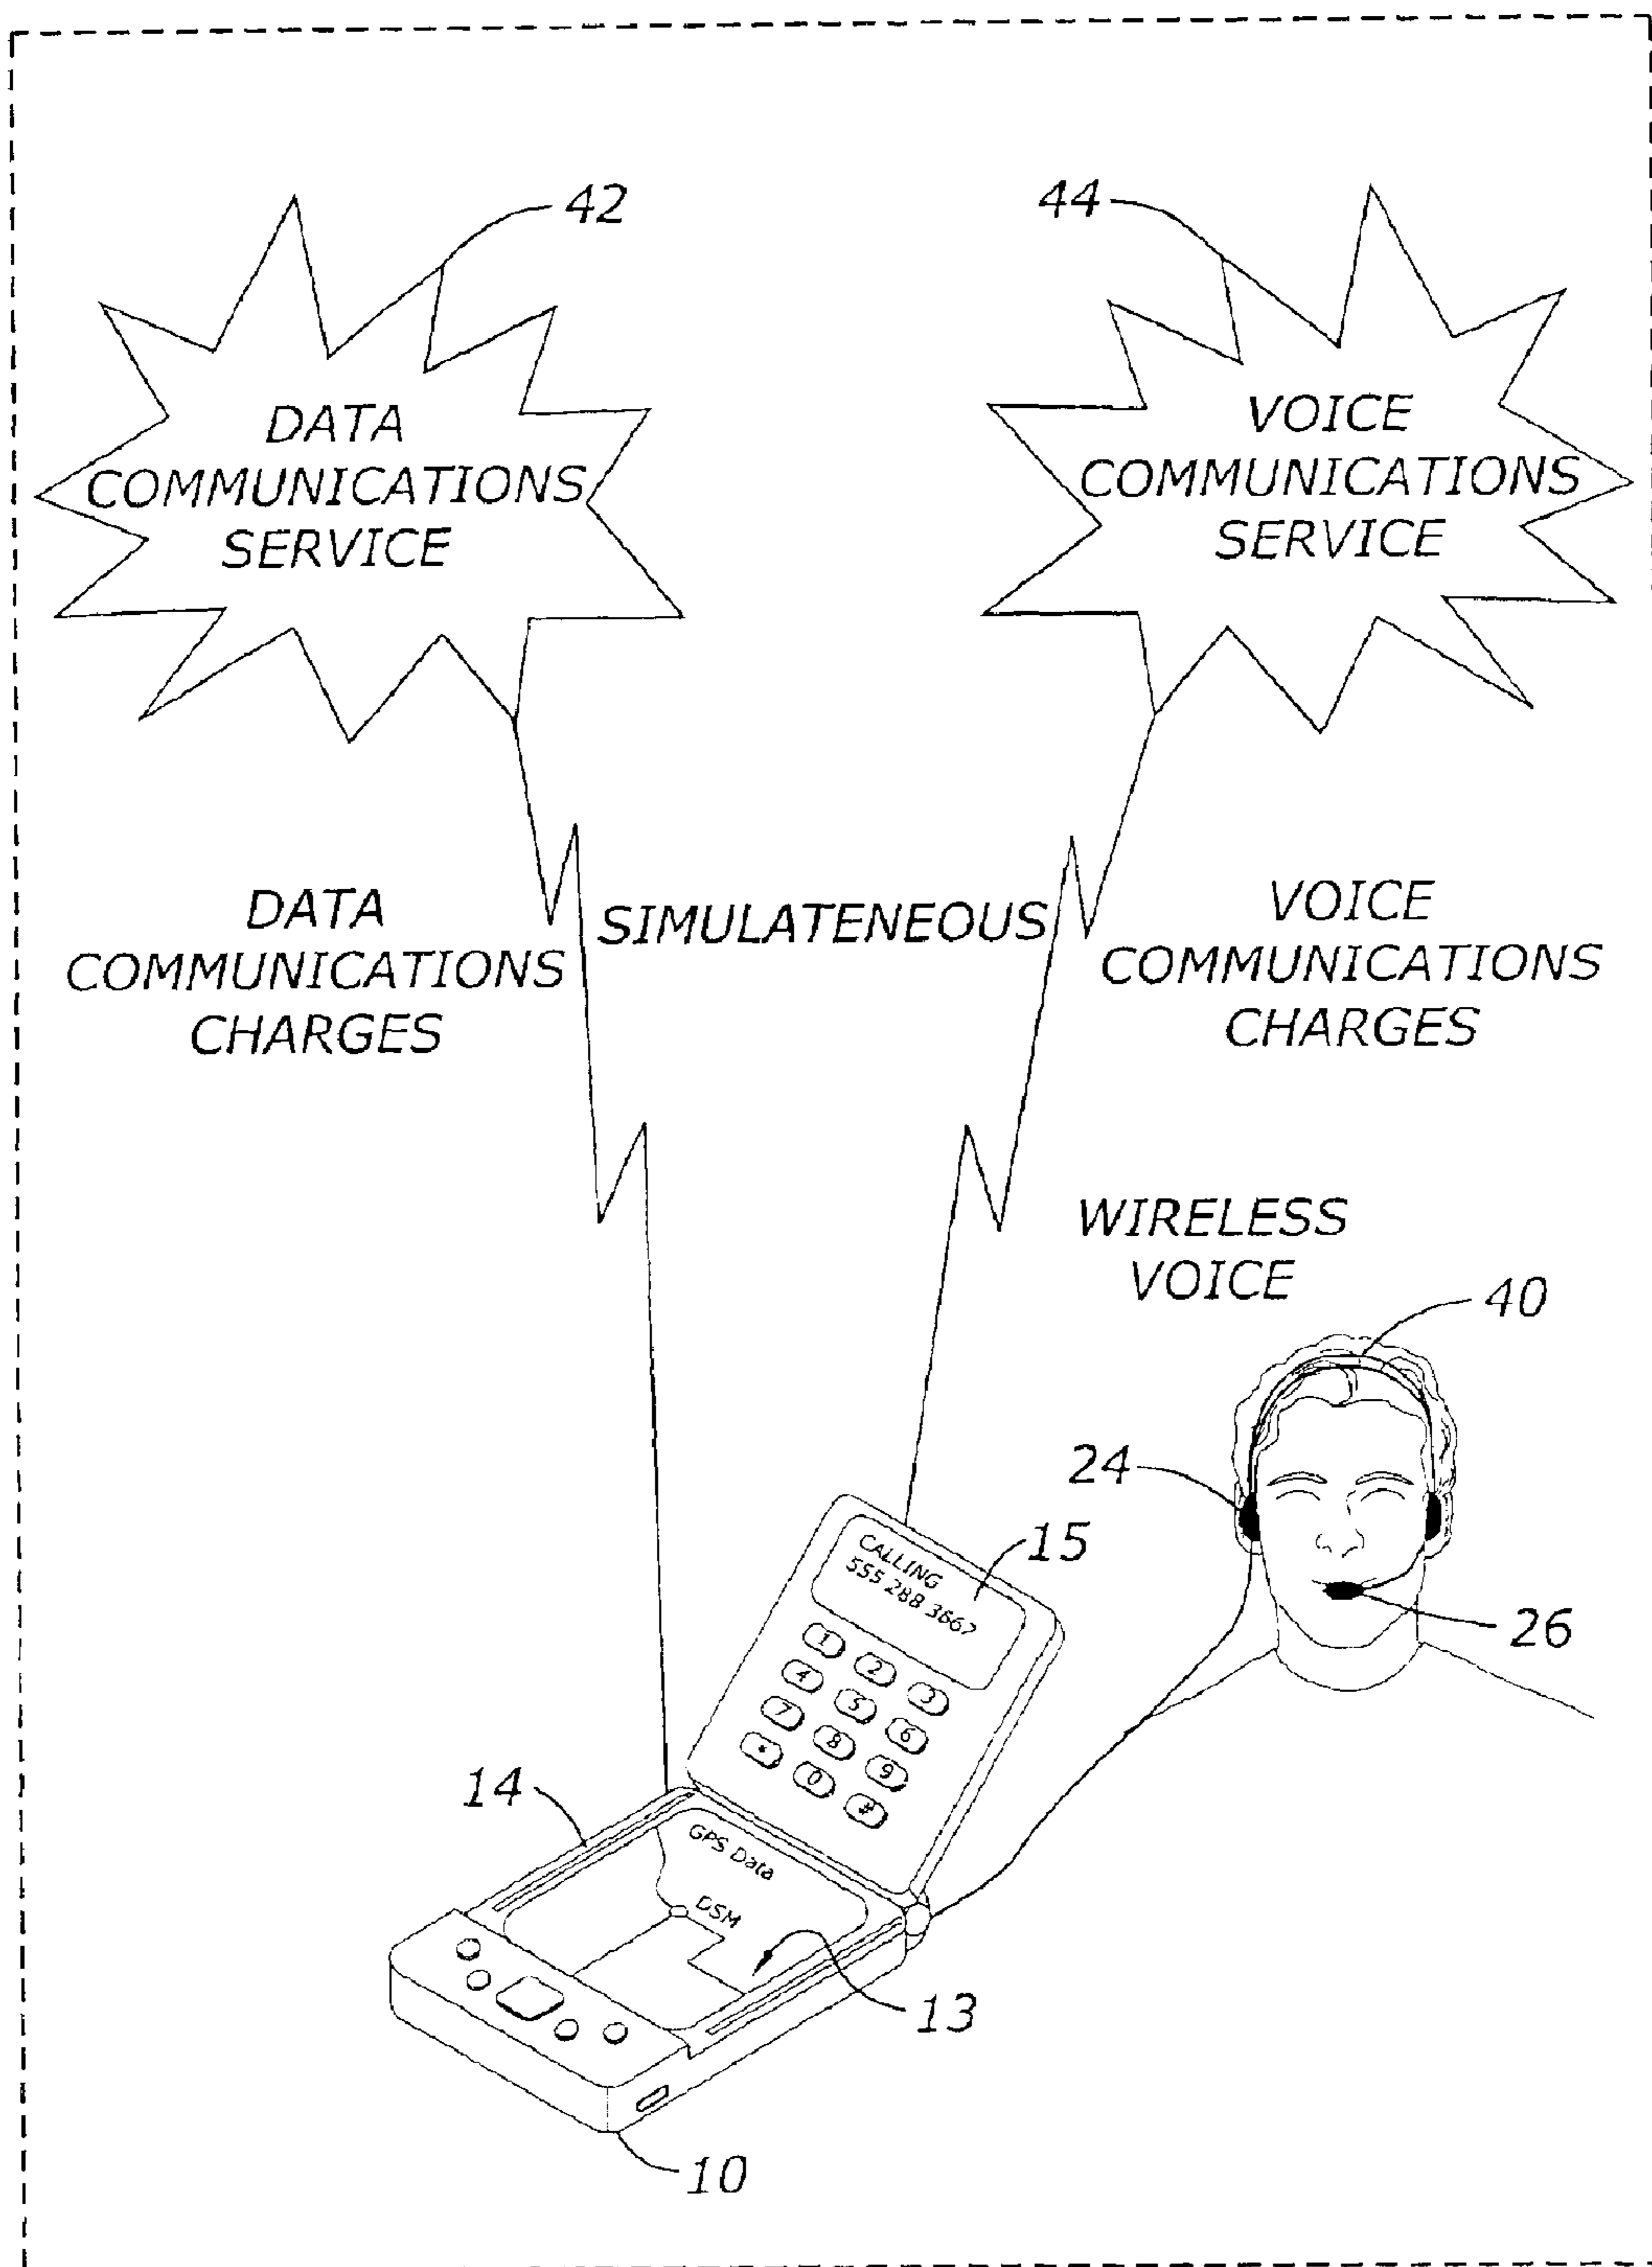 42
44
DATA
COMMUNICATIONS
SERVICE
VOICE
COMMUNICATIONS
SERVICE
DATA
COMMUNICATIONS
CHARGES
SIMULATENEOUS
VOICE
COMMUNICATIONS
CHARGES
WIRELESS
VOICE
40
24
15
26
CALLING
555 288 3667
1 2 3
4 5 6
7 8 9
* 0 #
14
GPS Data
DSM
13
10